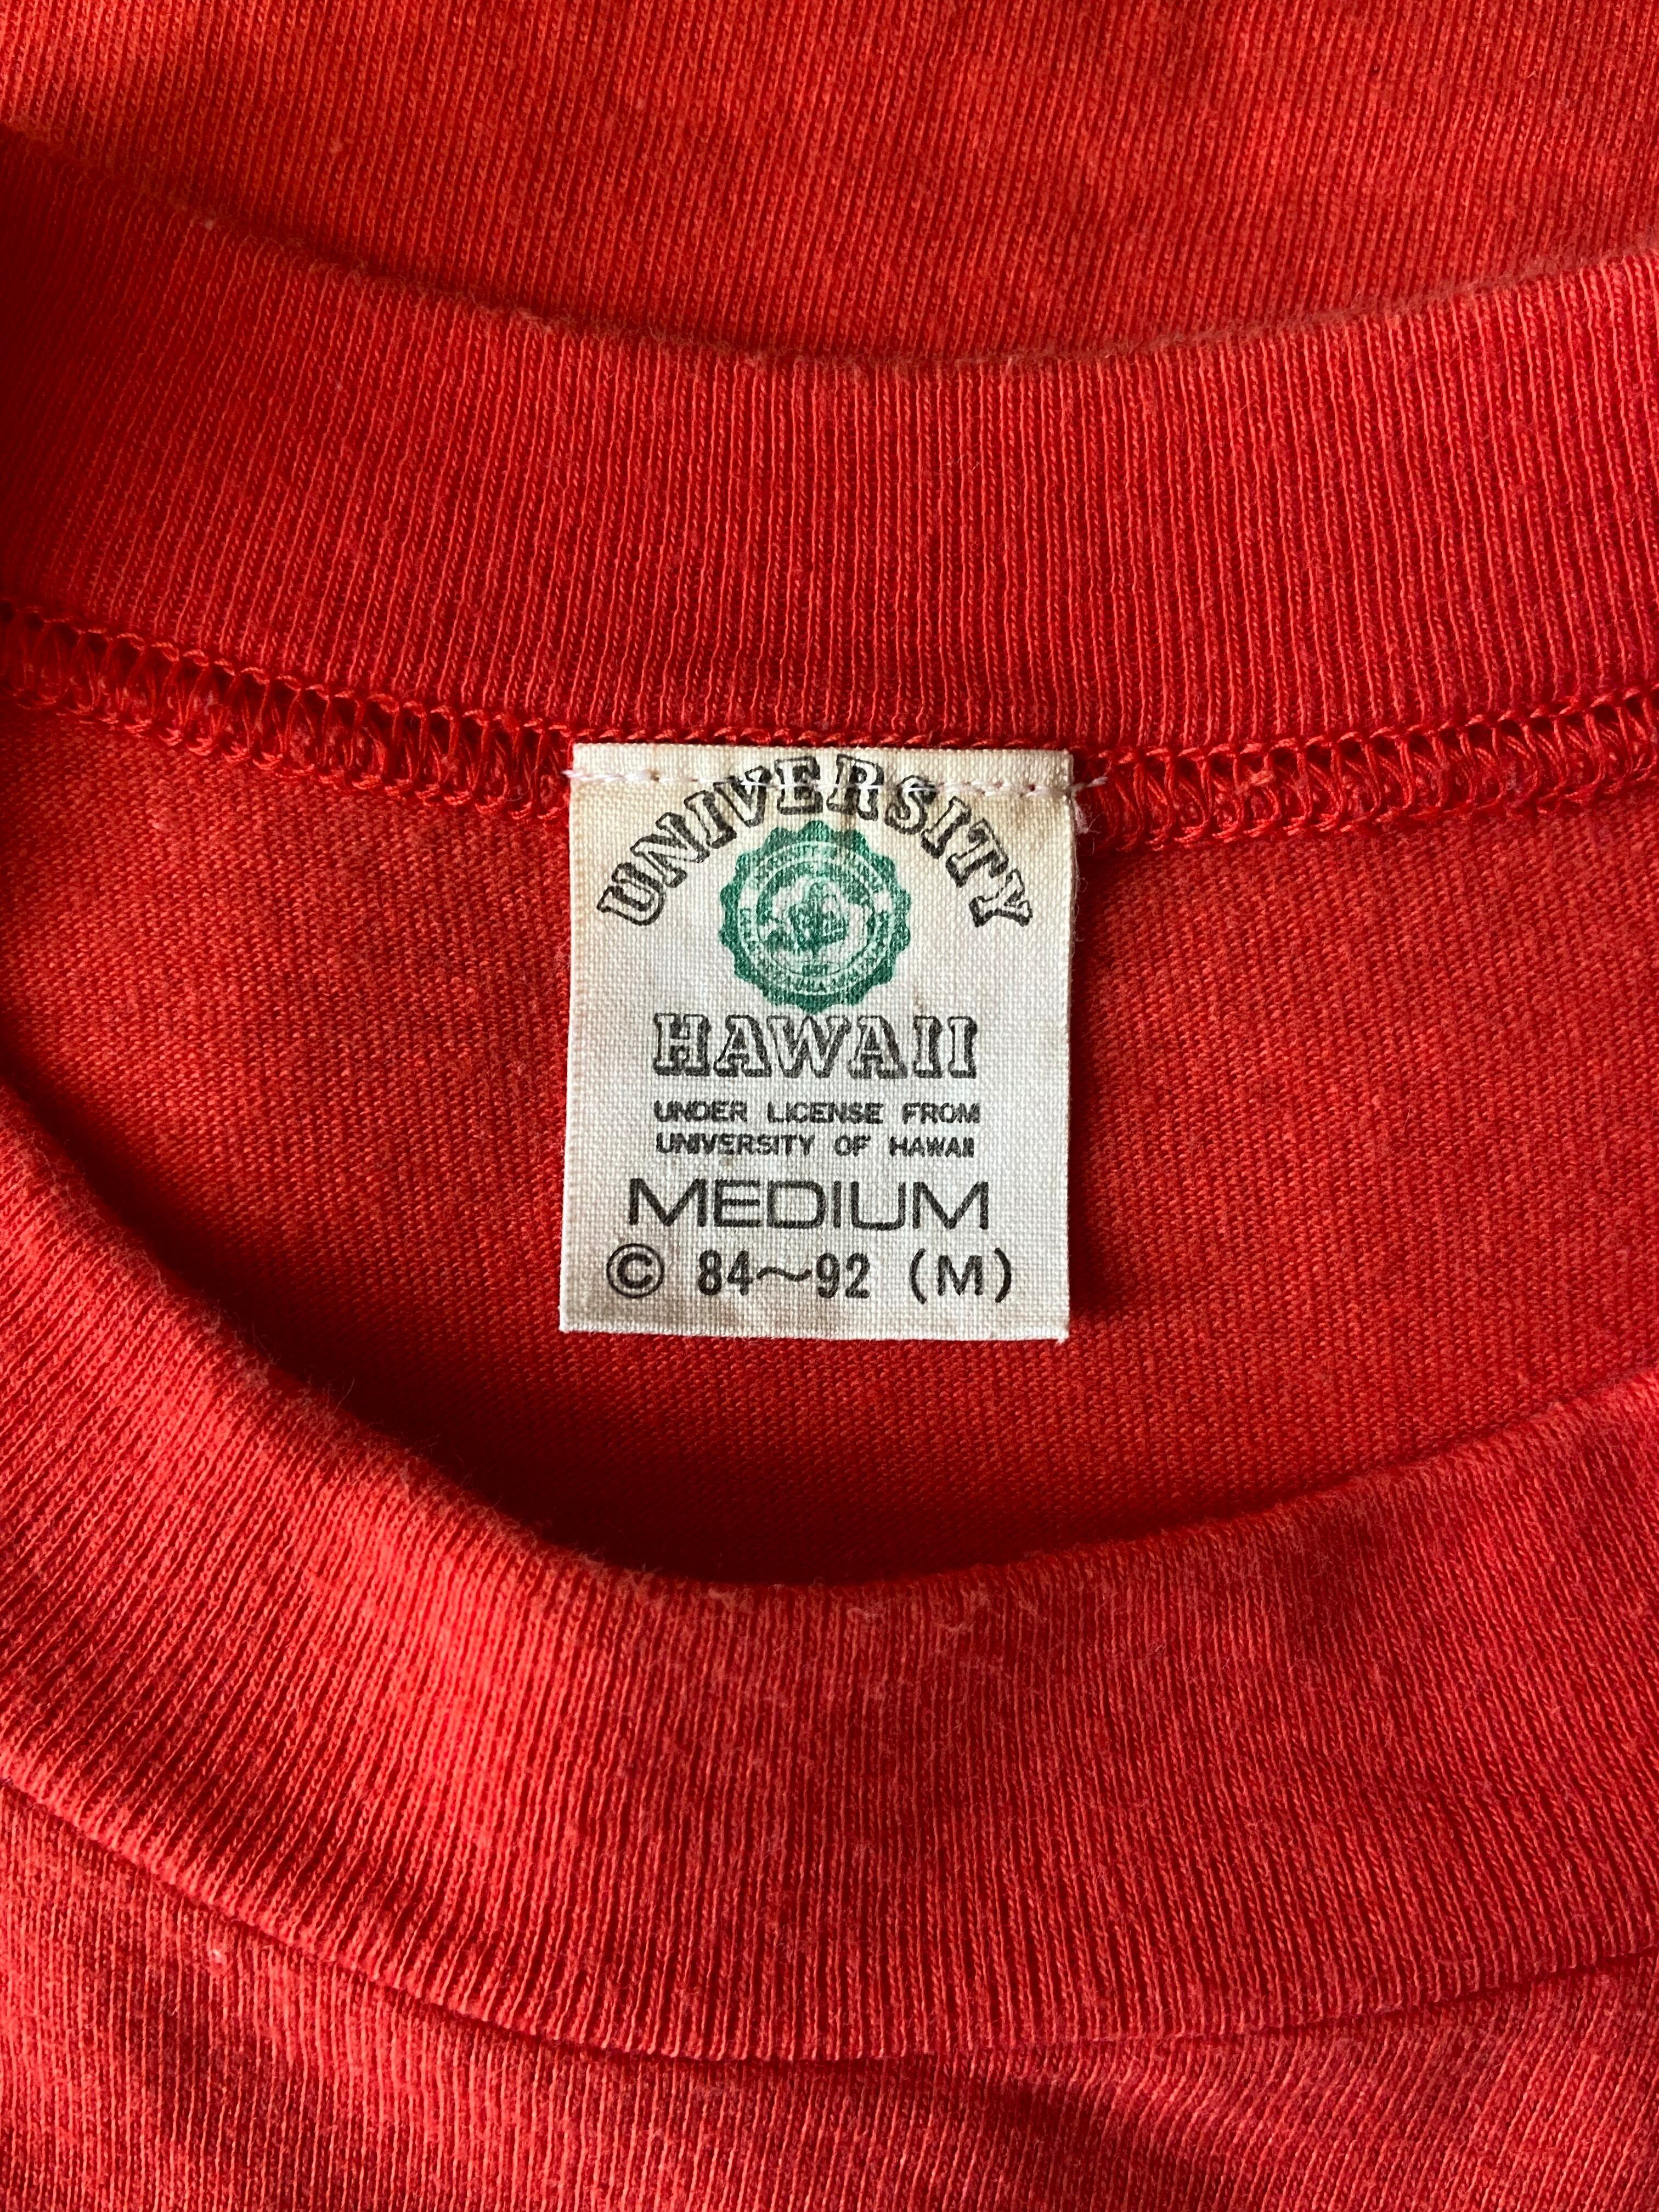 UNIVERSITY
HAWAII
UNDER LICENSE FROM
UNIVERSITY OF HAWAII
MEDIUM
© 84～92 (M)